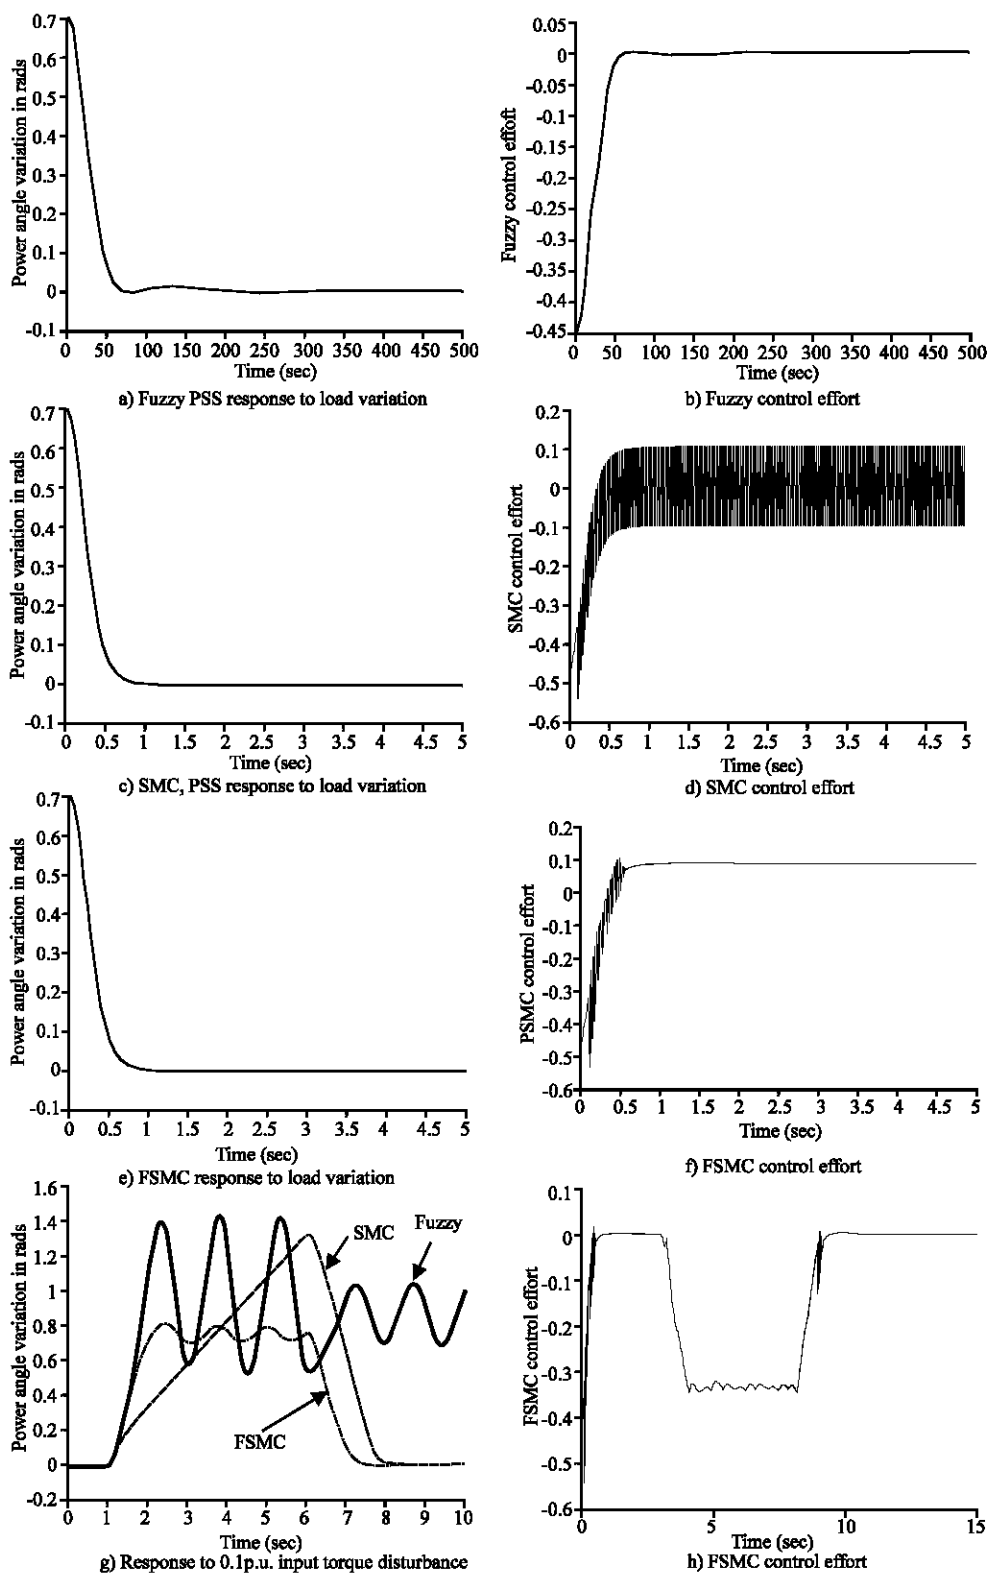 0.7
0.6
0.5
0.4
0.3
0.2
0.1
0
-0.1
Power angle variation in rads
0 50 100 150 200 250 300 350 400 450 500
Time (sec)
a) Fuzzy PSS response to load variation
0.05
0
-0.05
-0.1
-0.15
-0.2
-0.25
-0.3
-0.35
-0.4
-0.45
Fuzzy control effoft
0 50 100 150 200 250 300 350 400 450 500
Time (sec)
b) Fuzzy control effort
0.7
0.6
0.5
0.4
0.3
0.2
0.1
0
-0.1
Power angle variation in rads
0 0.5 1 1.5 2 2.5 3 3.5 4 4.5 5
Time (sec)
c) SMC, PSS response to load variation
0.2
0.1
0
-0.1
-0.2
-0.3
-0.4
-0.5
-0.6
SMC control effort
0 0.5 1 1.5 2 2.5 3 3.5 4 4.5 5
Time (sec)
d) SMC control effort
0.7
0.6
0.5
0.4
0.3
0.2
0.1
0
-0.1
Power angle variation in rads
0 0.5 1 1.5 2 2.5 3 3.5 4 4.5 5
Time (sec)
e) FSMC response to load variation
0.2
0.1
0
-0.1
-0.2
-0.3
-0.4
-0.5
-0.6
PSMC control effort
0 0.5 1 1.5 2 2.5 3 3.5 4 4.5 5
Time (sec)
f) FSMC control effort
1.6
1.4
1.2
1
0.8
0.6
0.4
0.2
0
-0.2
Power angle variation in rads
SMC
Fuzzy
FSMC
0 1 2 3 4 5 6 7 8 9 10
Time (sec)
g) Response to 0.1p.u. input torque disturbance
0.1
0
-0.1
-0.2
-0.3
-0.4
-0.5
-0.6
FSMC control effort
0 5 10 15
Time (sec)
h) FSMC control effort